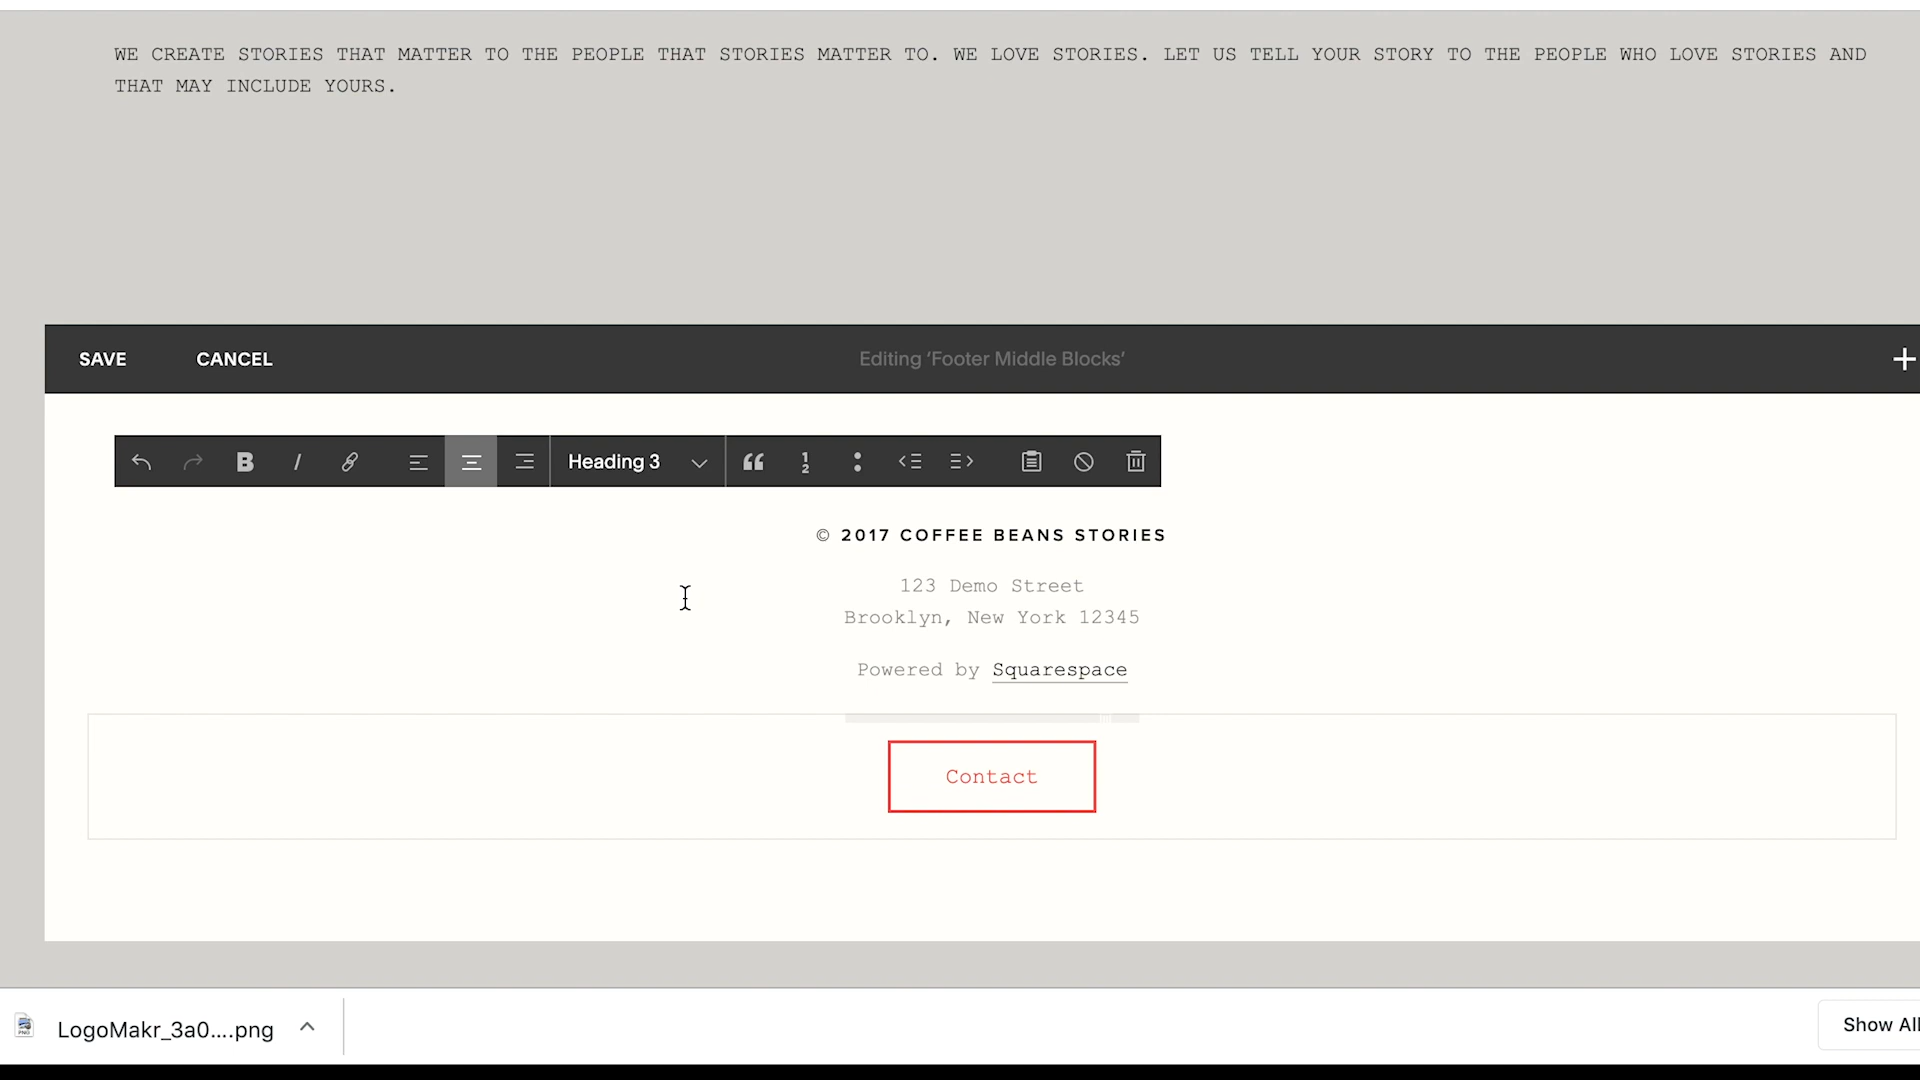 WE CREATE STORIES THAT MATTER TO THE PEOPLE THAT STORIES MATTER TO. WE LOVE STORIES. LET US TELL YOUR STORY TO THE PEOPLE WHO LOVE STORIES AND
THAT MAY INCLUDE YOURS.
SAVE CANCEL Editing ‘Footer Middle Blocks’
B I Heading 3
© 2017 COFFEE BEANS STORIES
123 Demo Street
Brooklyn, New York 12345
Powered by Squarespace
Contact
LogoMakr_3a0....png Show All